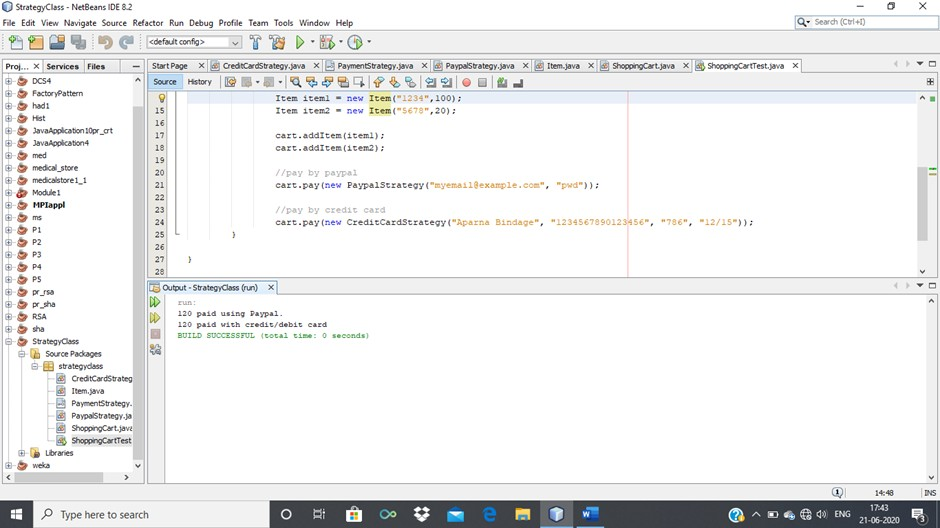 StrategyClass - NetBeans IDE 8.2
File Edit View Navigate Source Refactor Run Debug Profile Team Tools Window Help
<default config>
Search (Ctrl+I)
Proj... Services Files
Start Page CreditCardStrategy.java PaymentStrategy.java PaypalStrategy.java Item.java ShoppingCart.java ShoppingCartTest.java
Source History
DCS4
FactoryPattern
had1
Hist
JavaApplication10pr_crt
JavaApplication4
med
medical_store
medicalstore1_1
Module1
MPIappl
ms
P1
P2
P3
P4
P5
pr_rsa
pr_sha
RSA
sha
StrategyClass
Source Packages
strategyclass
CreditCardStrateg
Item.java
PaymentStrategy.
PaypalStrategy.ja
ShoppingCart.java
ShoppingCartTest
Libraries
weka
Item item1 = new Item("1234",100);
15 Item item2 = new Item("5678",20);
16
17 cart.addItem(item1);
18 cart.addItem(item2);
19
20 //pay by paypal
21 cart.pay(new PaypalStrategy("myemail@example.com", "pwd"));
22
23 //pay by credit card
24 cart.pay(new CreditCardStrategy("Aparna Bindage", "1234567890123456", "786", "12/15"));
25 }
26
27 }
28
Output - StrategyClass (run)
run:
120 paid using Paypal.
120 paid with credit/debit card
BUILD SUCCESSFUL (total time: 0 seconds)
1 14:48 INS
Type here to search
ENG
17:43
21-06-2020
3